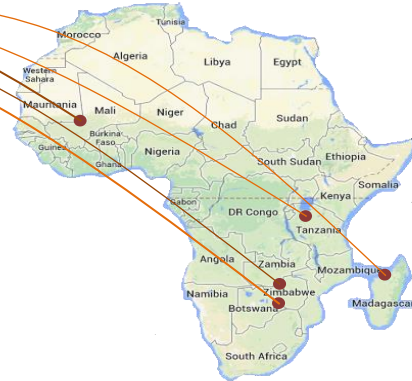 Tunisia
Morocco
Algeria
Libya
Egypt
Western
Sahara
Mauritania
Mali
Niger
Chad
Sudan
Burkina
Faso
Guinea
Ghana
Nigeria
South Sudan
Ethiopia
Somalia
Gabon
DR Congo
Kenya
Tanzania
Angola
Zambia
Mozambique
Namibia
Zimbabwe
Botswana
Madagascar
South Africa